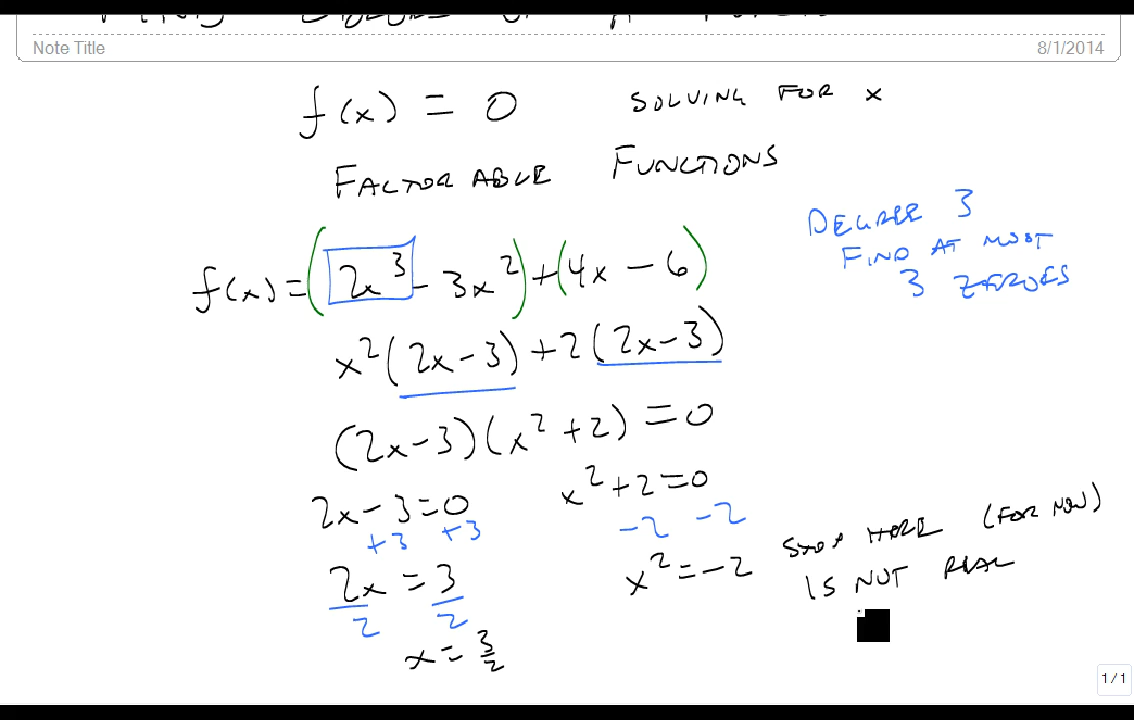 Note Title
8/1/2014
f(x) = 0 SOLVING FOR x
FACTORABLE FUNCTIONS
DEGREE 3
FIND AT MOST
3 ZEROES
f(x) = (2x³ - 3x²) + (4x - 6)
x²(2x - 3) + 2(2x - 3)
(2x - 3)(x² + 2) = 0
2x - 3 = 0
+3 +3
2x = 3
2 2
x = 3/2
x² + 2 = 0
-2 -2
x² = -2
STOP HERE (FOR NOW)
IS NOT REAL
1/1